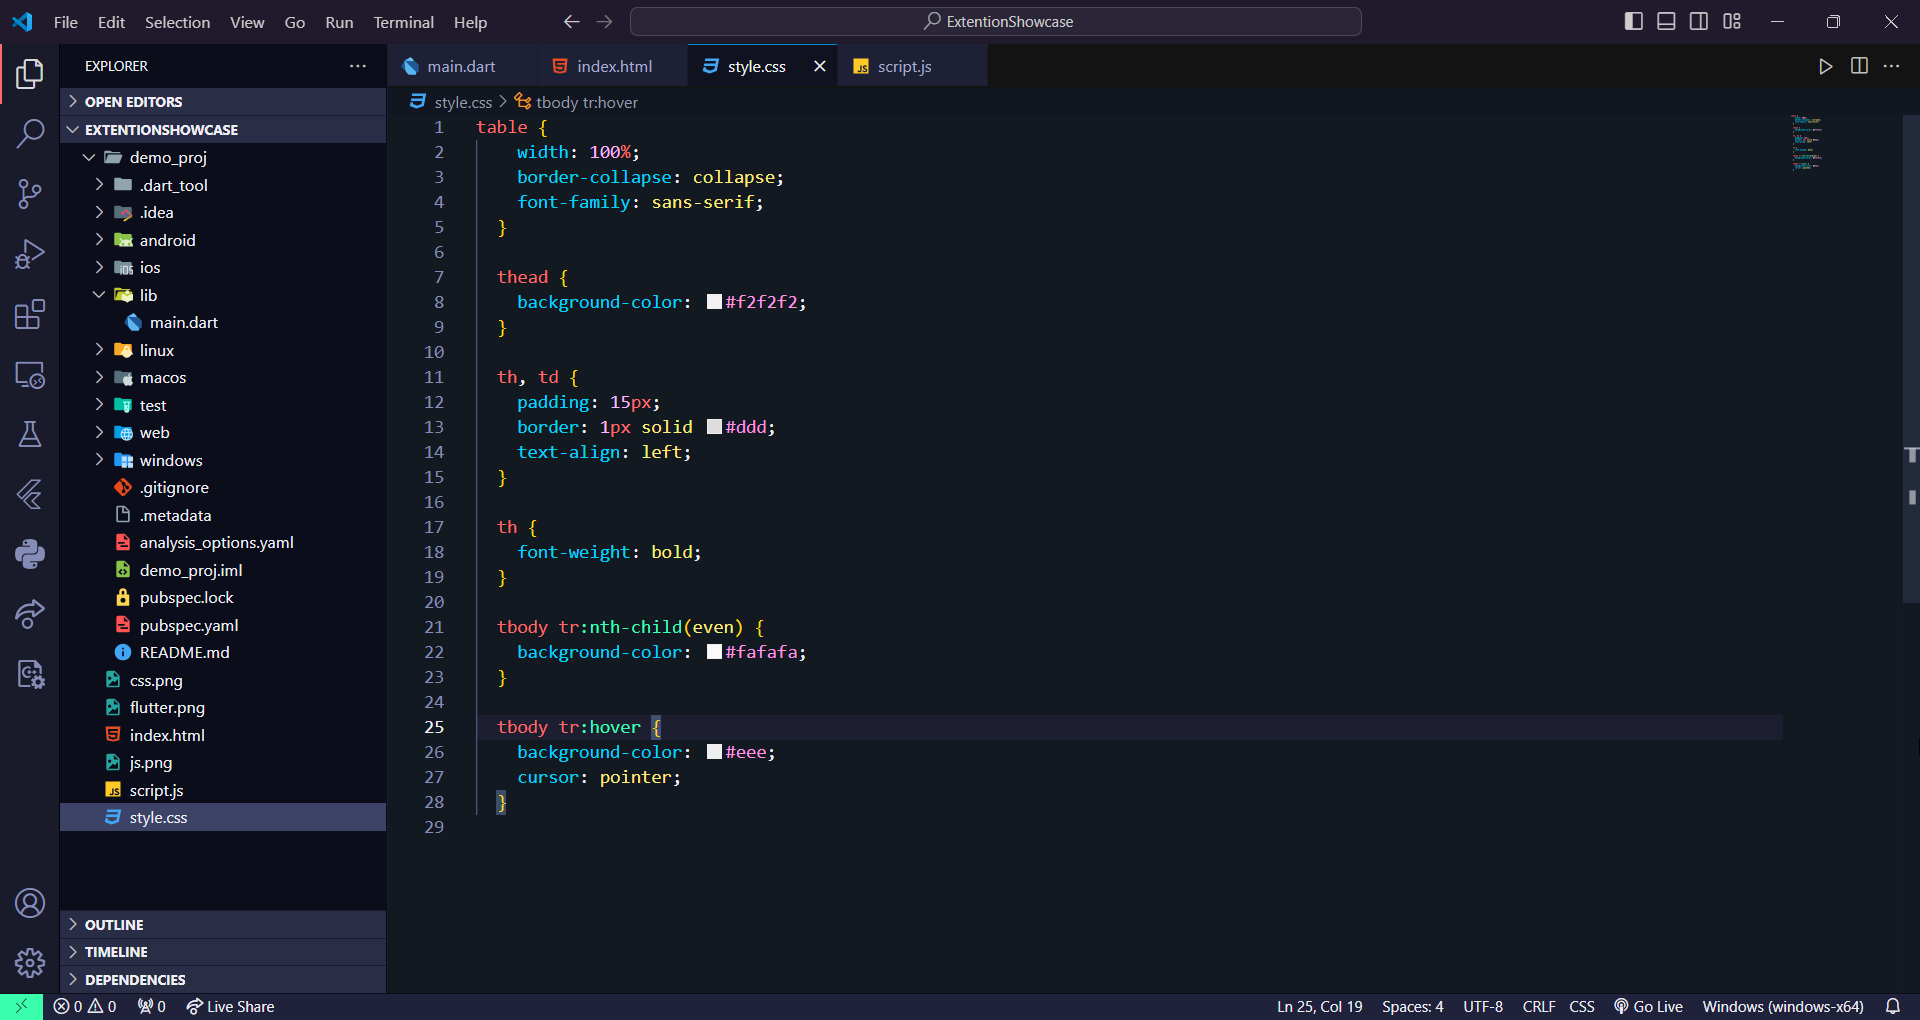 File Edit Selection View Go Run Terminal Help
ExtentionShowcase
EXPLORER
OPEN EDITORS
EXTENTIONSHOWCASE
demo_proj
.dart_tool
.idea
android
ios
lib
main.dart
linux
macos
test
web
windows
.gitignore
.metadata
analysis_options.yaml
demo_proj.iml
pubspec.lock
pubspec.yaml
README.md
css.png
flutter.png
index.html
js.png
script.js
style.css
OUTLINE
TIMELINE
DEPENDENCIES
main.dart index.html style.css script.js
style.css > tbody tr:hover
1 table {
2 width: 100%;
3 border-collapse: collapse;
4 font-family: sans-serif;
5 }
6
7 thead {
8 background-color: #f2f2f2;
9 }
10
11 th, td {
12 padding: 15px;
13 border: 1px solid #ddd;
14 text-align: left;
15 }
16
17 th {
18 font-weight: bold;
19 }
20
21 tbody tr:nth-child(even) {
22 background-color: #fafafa;
23 }
24
25 tbody tr:hover {
26 background-color: #eee;
27 cursor: pointer;
28 }
29
0 0 0 Live Share Ln 25, Col 19 Spaces: 4 UTF-8 CRLF CSS Go Live Windows (windows-x64)